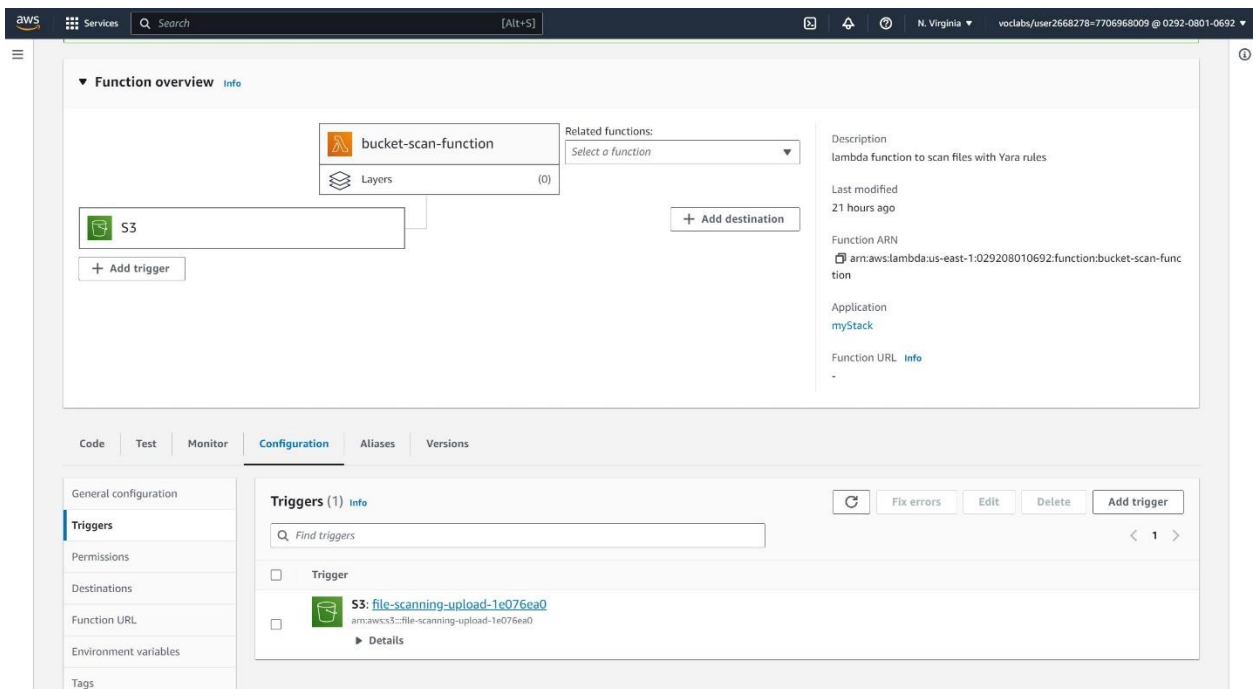 aws
Services
Search
[Alt+S]
N. Virginia
voclabs/user2668278=7706968009 @ 0292-0801-0692
Function overview Info
bucket-scan-function
Layers
(0)
S3
+ Add trigger
Related functions:
Select a function
+ Add destination
Description
lambda function to scan files with Yara rules
Last modified
21 hours ago
Function ARN
arn:aws:lambda:us-east-1:029208010692:function:bucket-scan-func
tion
Application
myStack
Function URL Info
-
Code
Test
Monitor
Configuration
Aliases
Versions
General configuration
Triggers
Permissions
Destinations
Function URL
Environment variables
Tags
Triggers (1) Info
Fix errors
Edit
Delete
Add trigger
Find triggers
1
Trigger
S3: file-scanning-upload-1e076ea0
arn:aws:s3:::file-scanning-upload-1e076ea0
Details